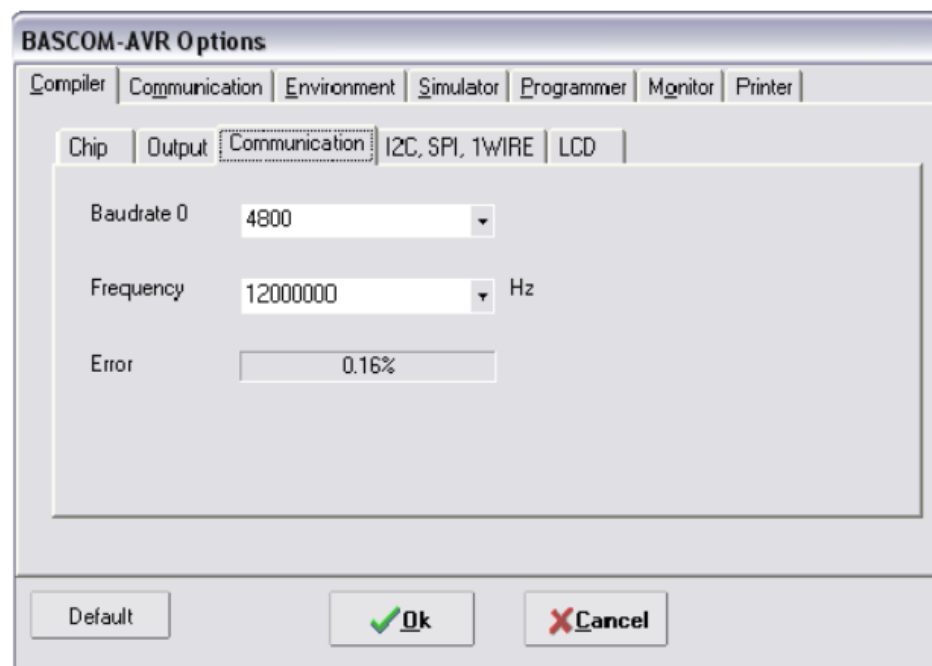 BASCOM-AVR Options
Compiler Communication Environment Simulator Programmer Monitor Printer
Chip Output Communication I2C, SPI, 1WIRE LCD
Baudrate 0 4800
Frequency 12000000 Hz
Error 0.16%
Default Ok Cancel